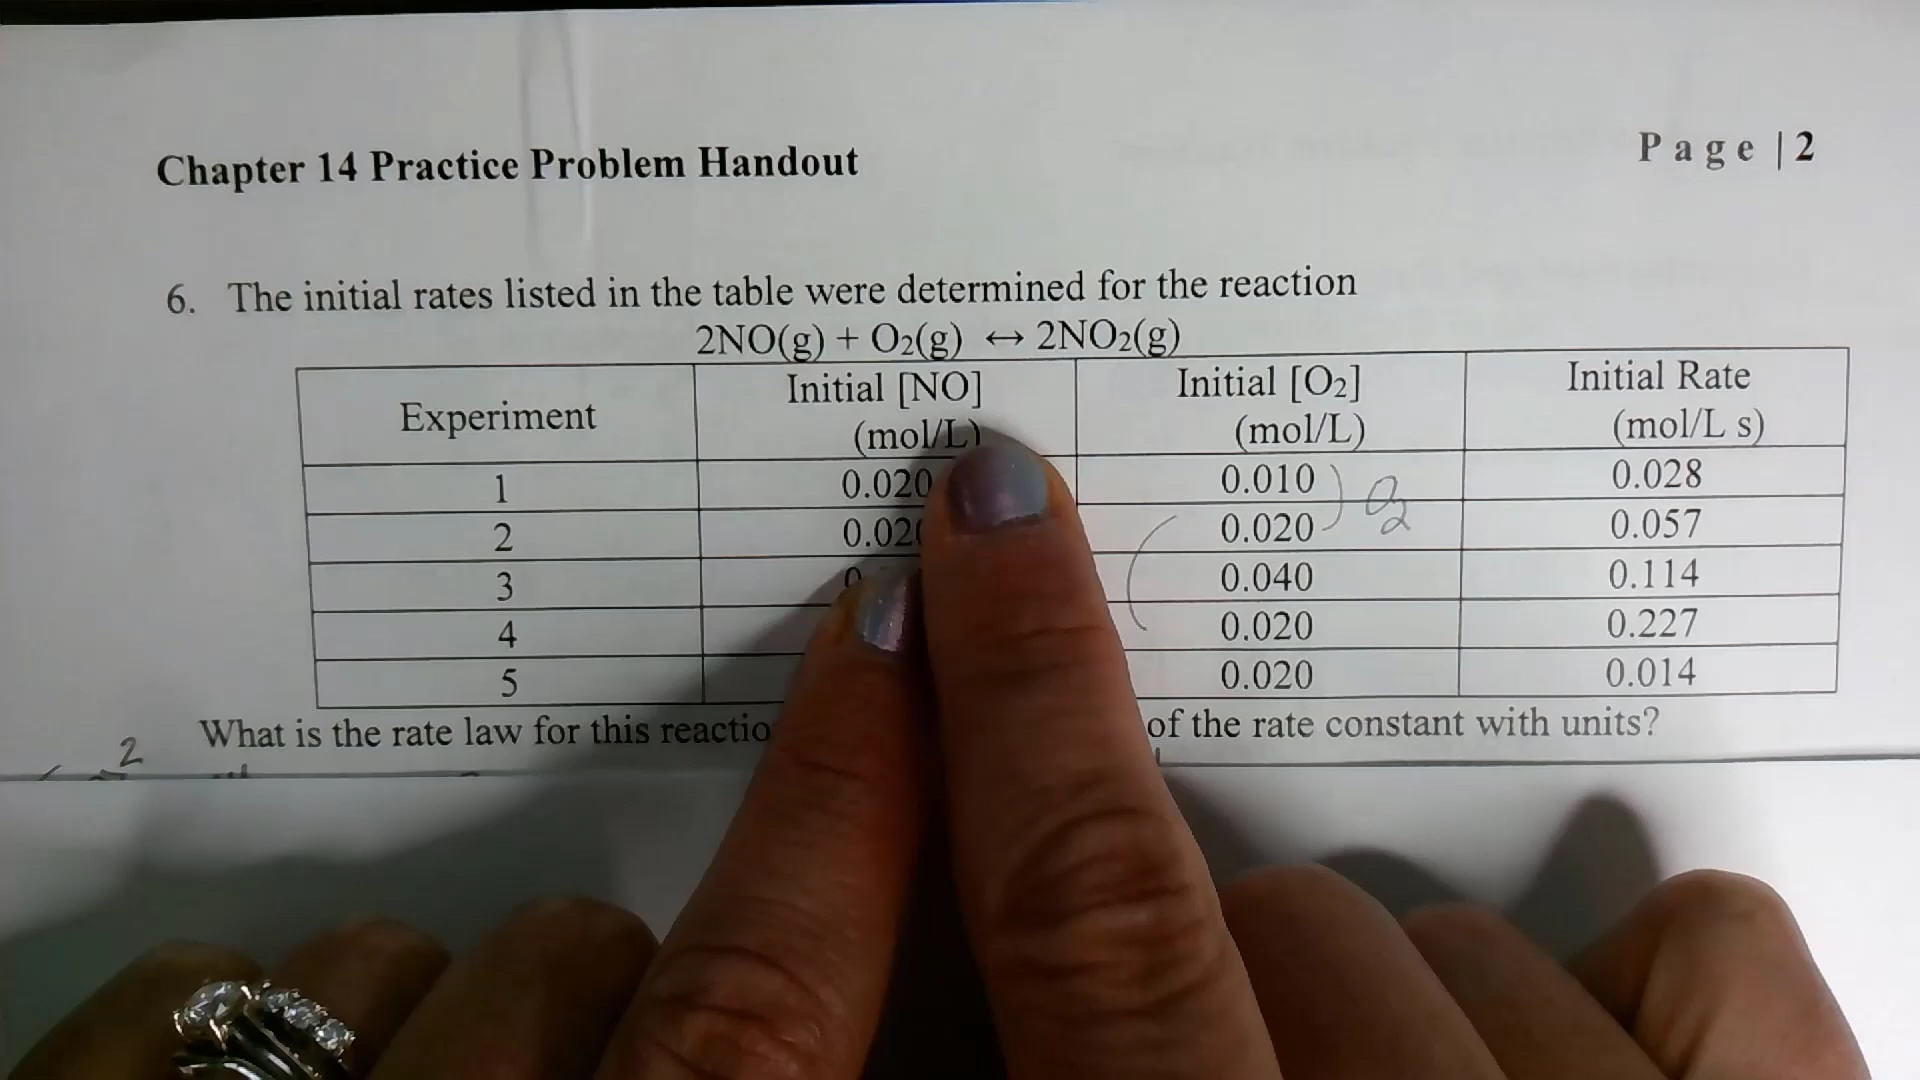 Chapter 14 Practice Problem Handout
Page | 2
6. The initial rates listed in the table were determined for the reaction
2NO(g) + O2(g) ↔ 2NO2(g)
Experiment Initial [NO] (mol/L) Initial [O2] (mol/L) Initial Rate (mol/L s)
1 0.020 0.010 0.028
2 0.02 0.020 0.057
3 0.040 0.114
4 0.020 0.227
5 0.020 0.014
O2
What is the rate law for this reactio of the rate constant with units?
2